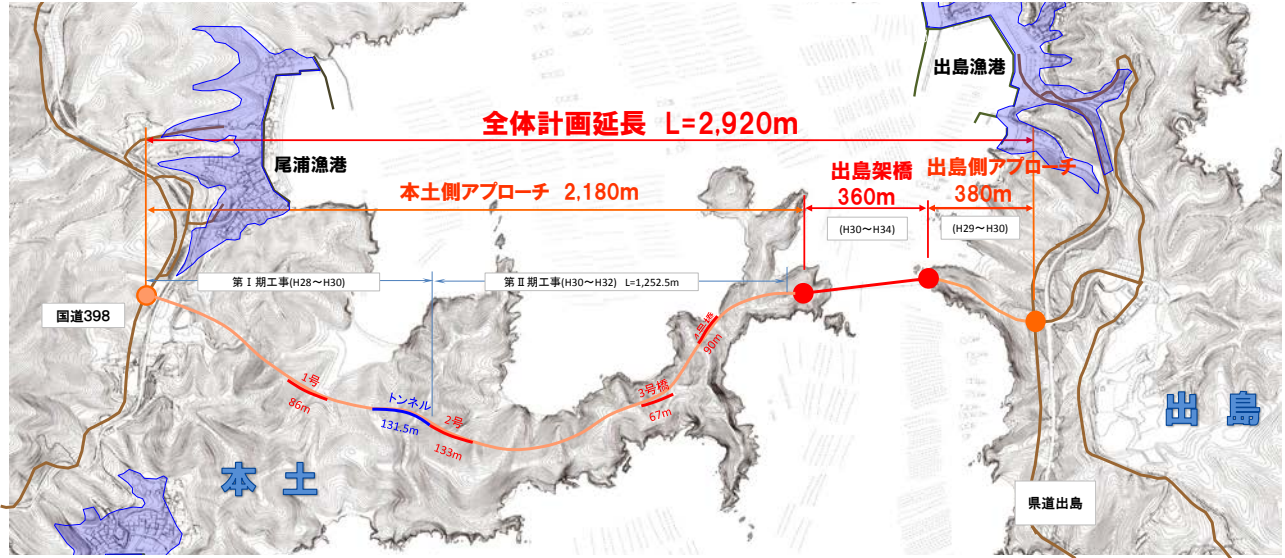 出島漁港
全体計画延長 L=2,920m
尾浦漁港
本土側アプローチ 2,180m
出島架橋
360m
出島側アプローチ
380m
(H30～H34)
(H29～H30)
第Ⅰ期工事(H28～H30)
第Ⅱ期工事(H30～H32) L=1,252.5m
国道398
4号橋
90m
1号
86m
トンネル
131.5m
2号
133m
3号橋
67m
本土
出島
県道出島